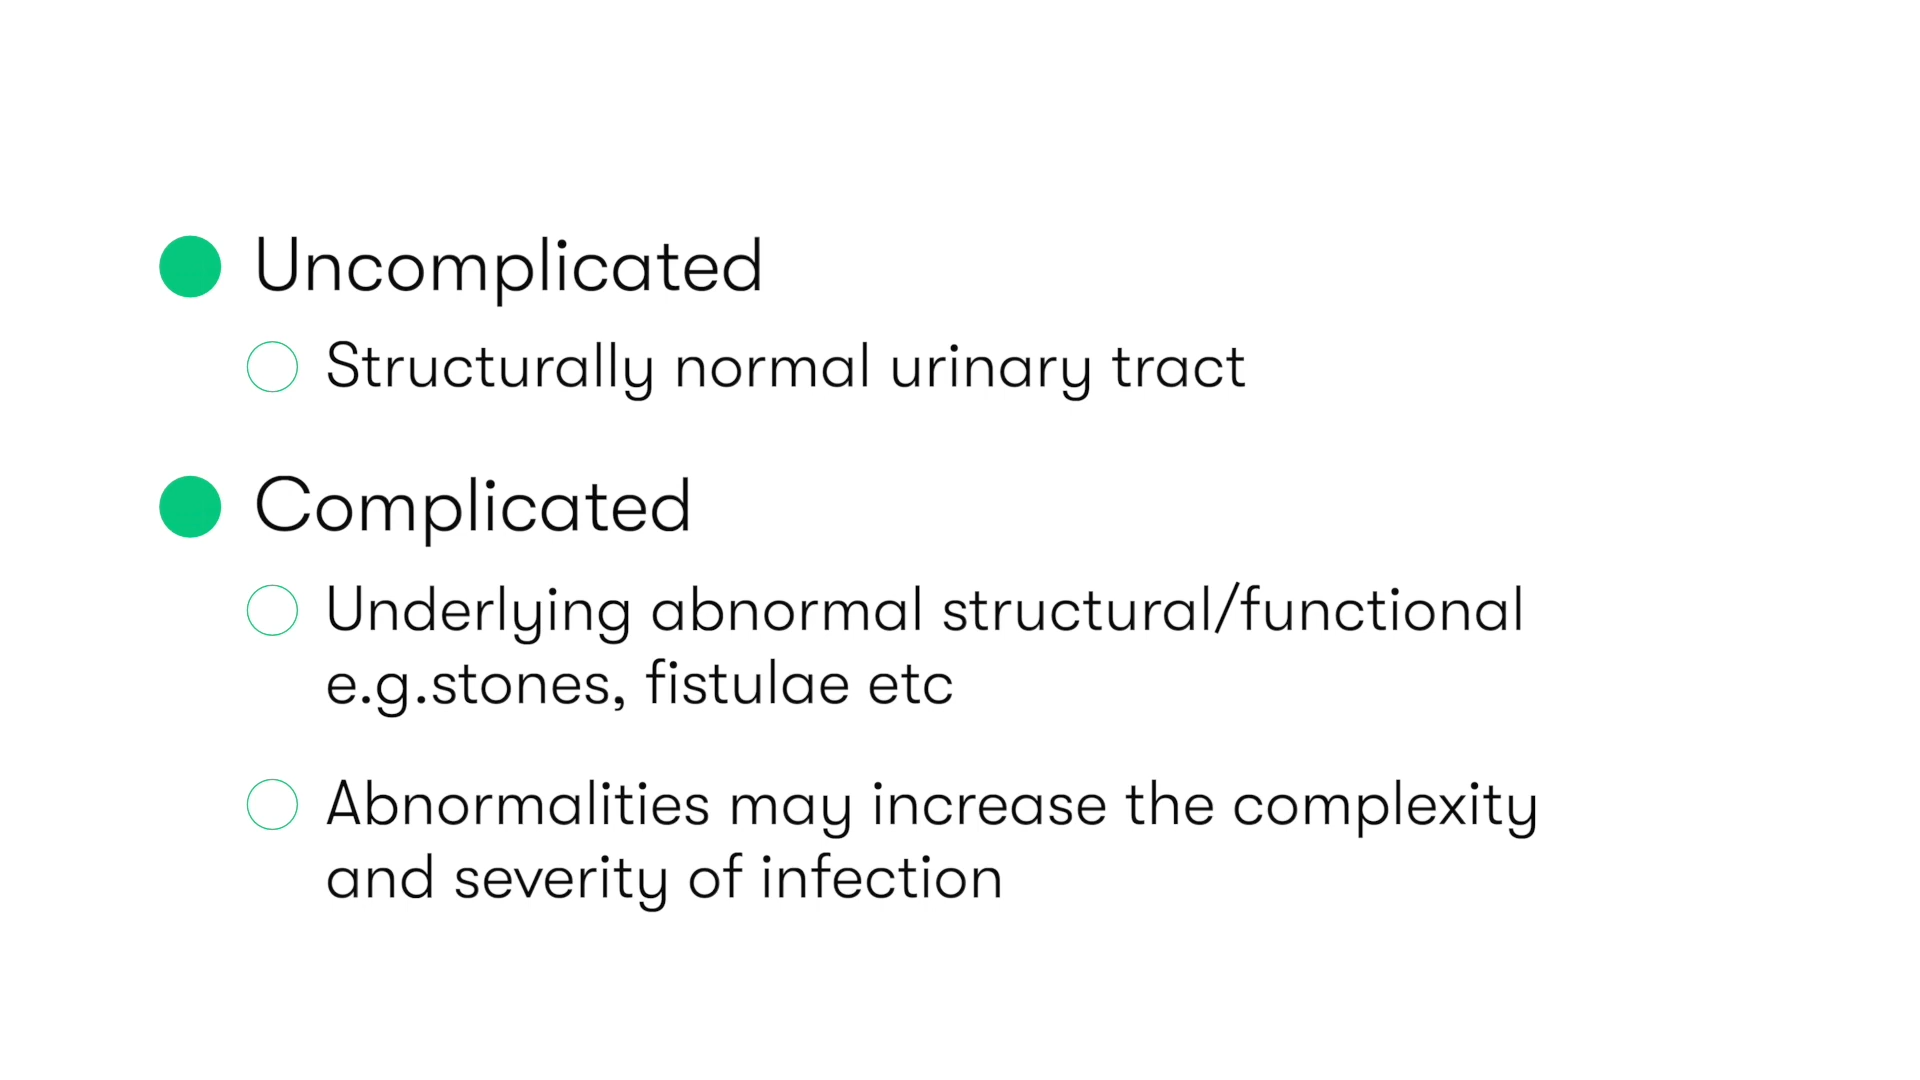 Uncomplicated
Structurally normal urinary tract
Complicated
Underlying abnormal structural/functional
e.g.stones, fistulae etc
Abnormalities may increase the complexity
and severity of infection